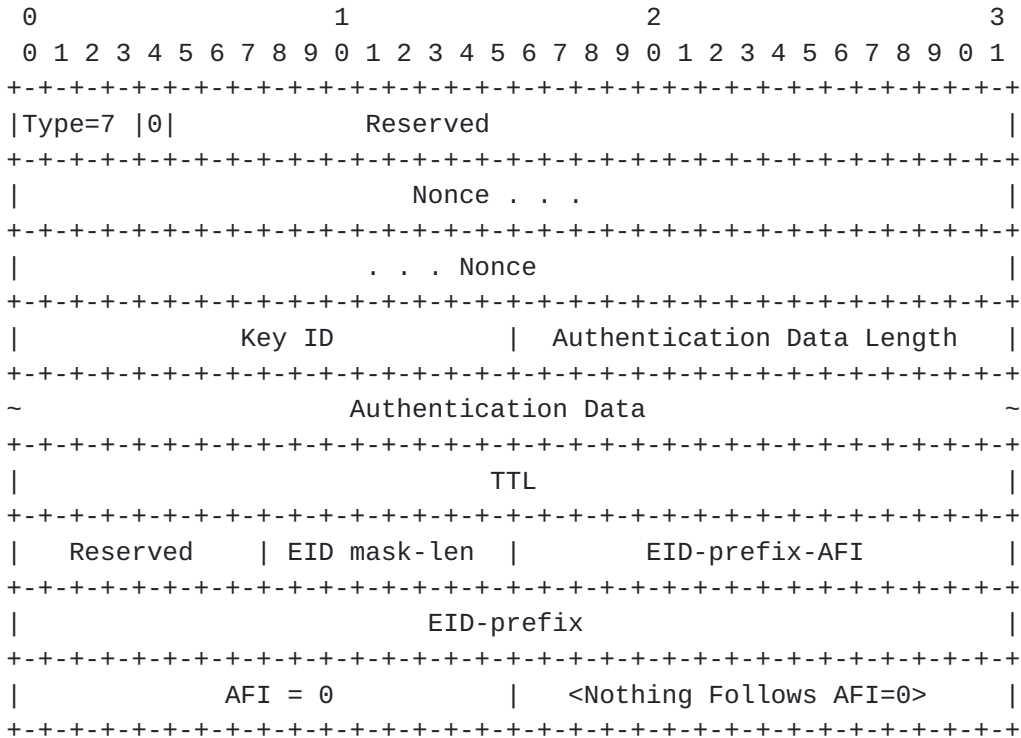 0                   1                   2                     3
 0 1 2 3 4 5 6 7 8 9 0 1 2 3 4 5 6 7 8 9 0 1 2 3 4 5 6 7 8 9 0 1
+-+-+-+-+-+-+-+-+-+-+-+-+-+-+-+-+-+-+-+-+-+-+-+-+-+-+-+-+-+-+-+-+
|Type=7 |0|            Reserved                                 |
+-+-+-+-+-+-+-+-+-+-+-+-+-+-+-+-+-+-+-+-+-+-+-+-+-+-+-+-+-+-+-+-+
|                         Nonce . . .                           |
+-+-+-+-+-+-+-+-+-+-+-+-+-+-+-+-+-+-+-+-+-+-+-+-+-+-+-+-+-+-+-+-+
|                      . . . Nonce                              |
+-+-+-+-+-+-+-+-+-+-+-+-+-+-+-+-+-+-+-+-+-+-+-+-+-+-+-+-+-+-+-+-+
|              Key ID           |  Authentication Data Length   |
+-+-+-+-+-+-+-+-+-+-+-+-+-+-+-+-+-+-+-+-+-+-+-+-+-+-+-+-+-+-+-+-+
~                     Authentication Data                       ~
+-+-+-+-+-+-+-+-+-+-+-+-+-+-+-+-+-+-+-+-+-+-+-+-+-+-+-+-+-+-+-+-+
|                              TTL                              |
+-+-+-+-+-+-+-+-+-+-+-+-+-+-+-+-+-+-+-+-+-+-+-+-+-+-+-+-+-+-+-+-+
|   Reserved    | EID mask-len  |        EID-prefix-AFI         |
+-+-+-+-+-+-+-+-+-+-+-+-+-+-+-+-+-+-+-+-+-+-+-+-+-+-+-+-+-+-+-+-+
|                          EID-prefix                           |
+-+-+-+-+-+-+-+-+-+-+-+-+-+-+-+-+-+-+-+-+-+-+-+-+-+-+-+-+-+-+-+-+
|             AFI = 0           |   <Nothing Follows AFI=0>     |
+-+-+-+-+-+-+-+-+-+-+-+-+-+-+-+-+-+-+-+-+-+-+-+-+-+-+-+-+-+-+-+-+